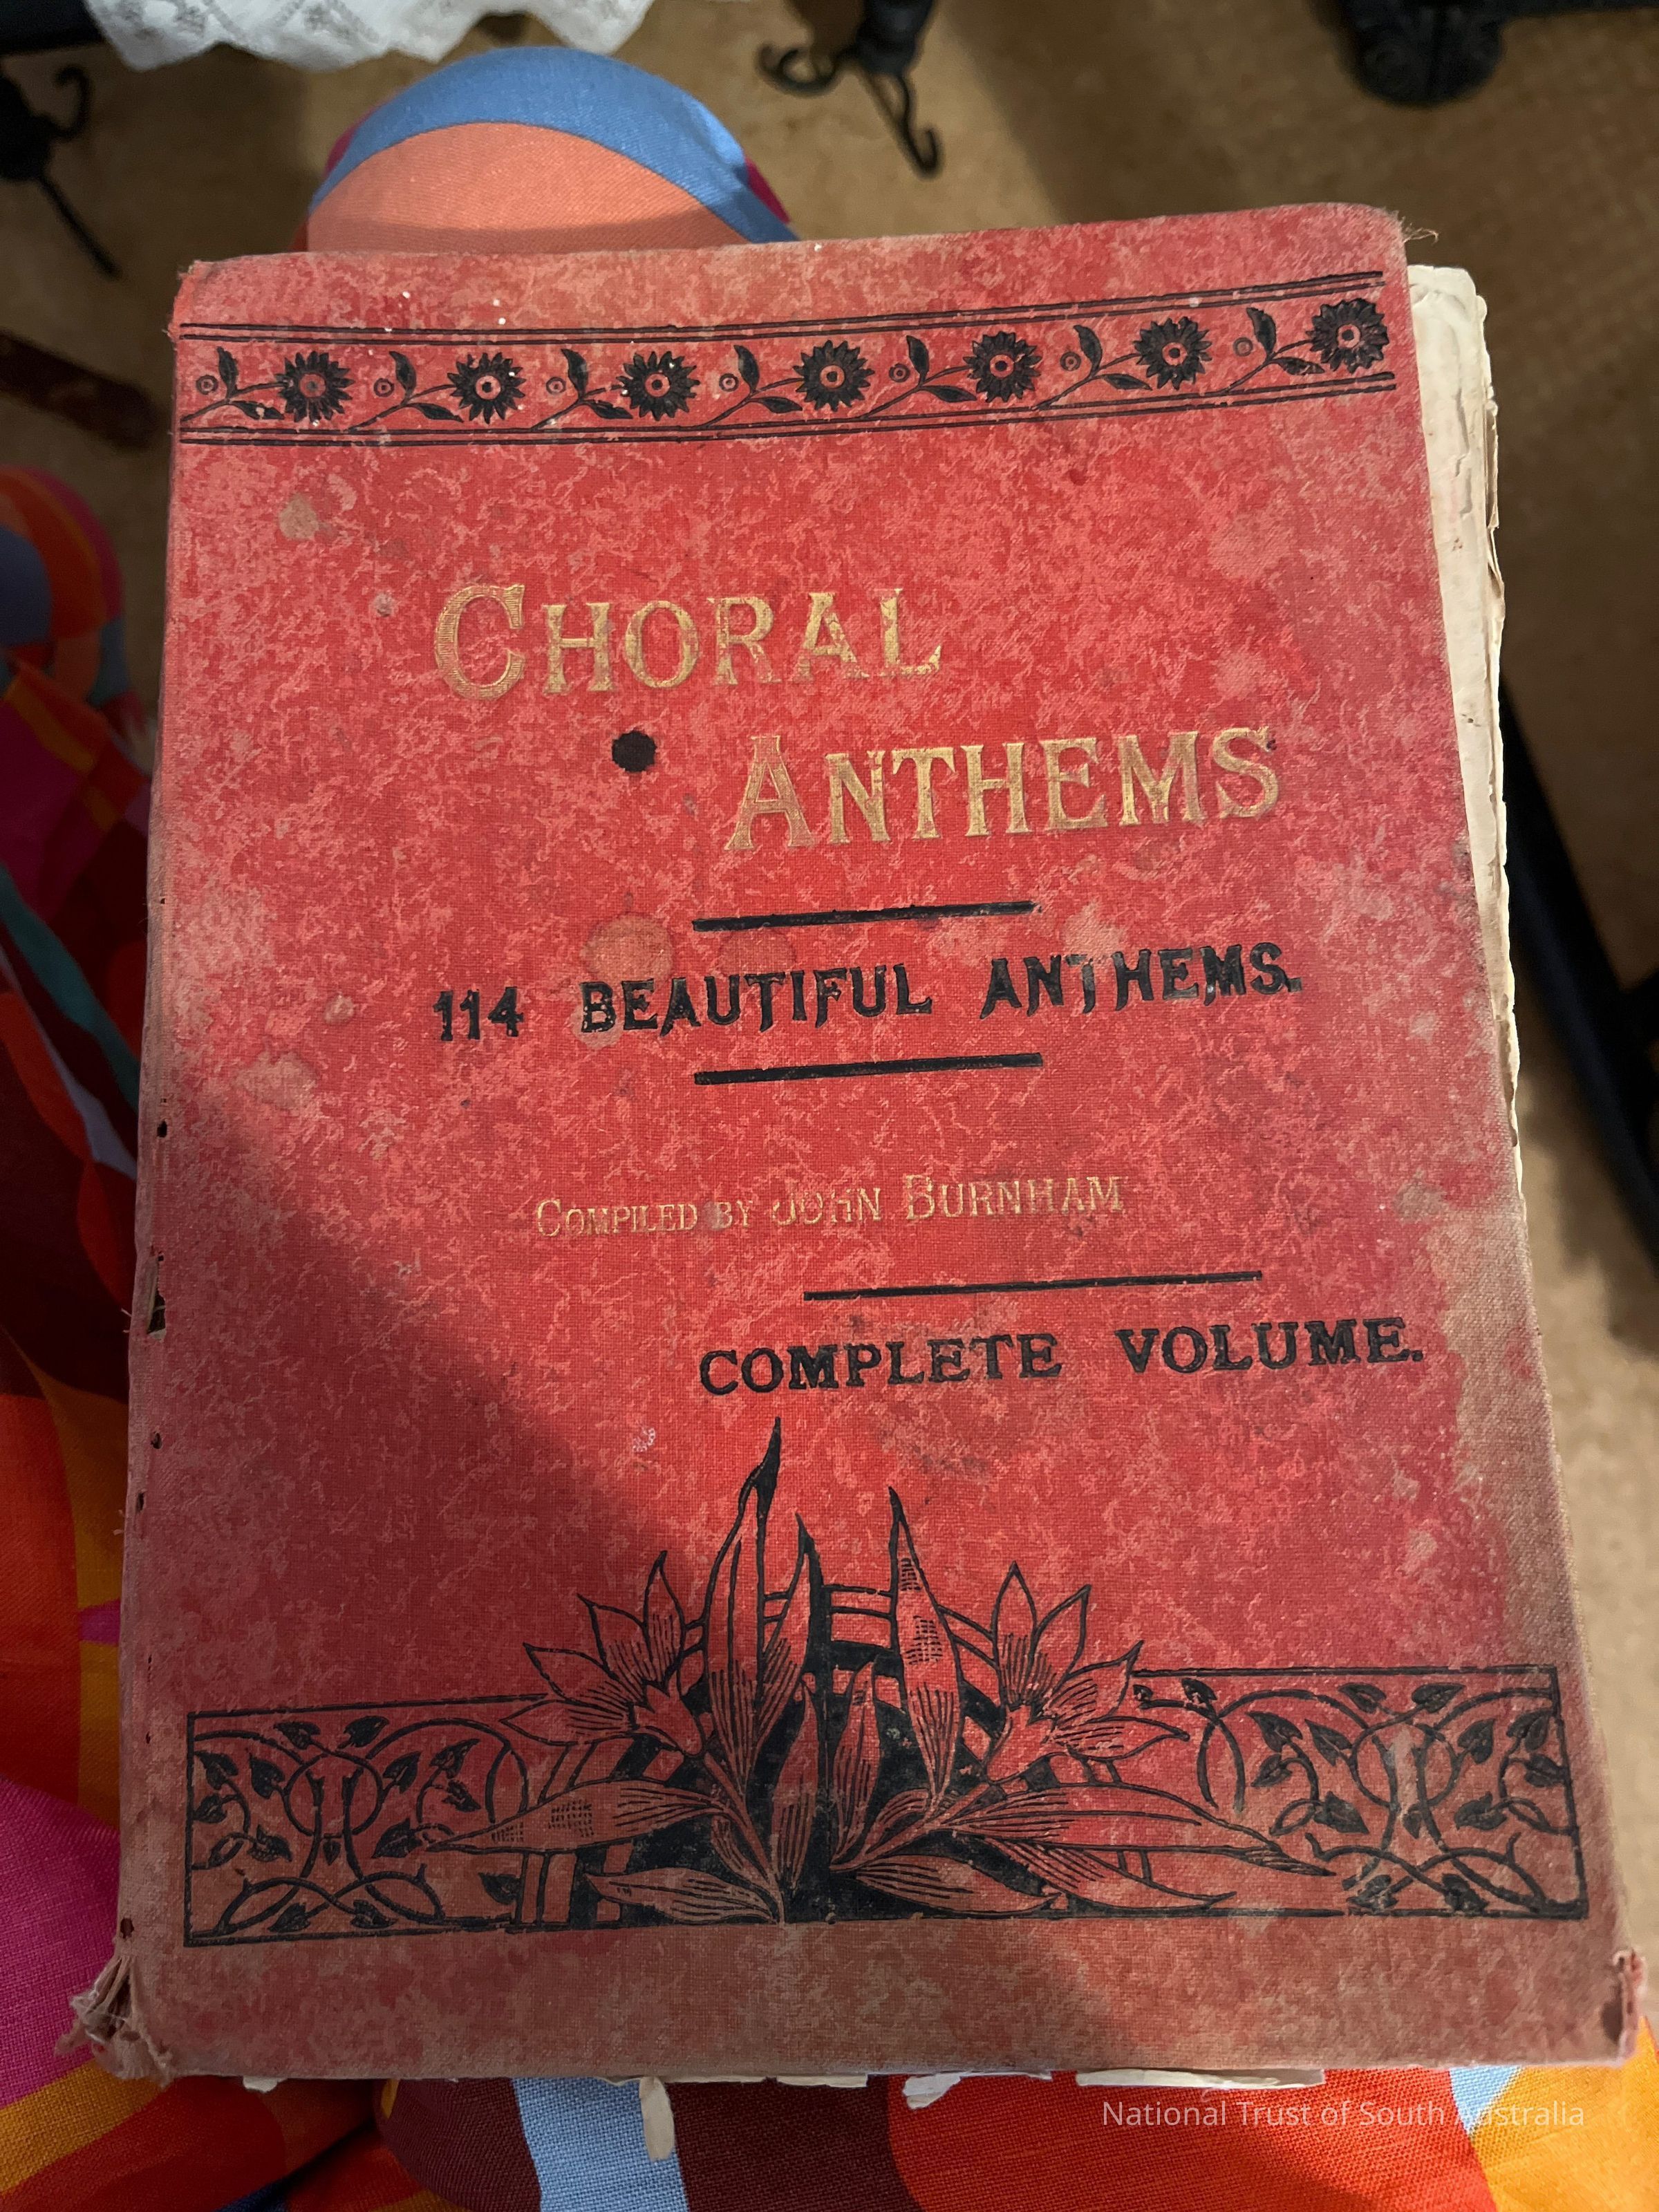 CHORAL
ANTHEMS
114 BEAUTIFUL ANTHEMS.
COMPILED BY JOHN BURNHAM
COMPLETE VOLUME.
National Trust of South Australia